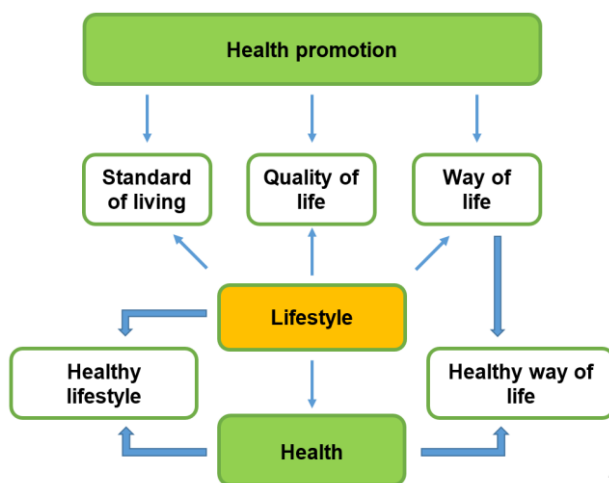 Health promotion
Standard
of living
Quality of
life
Way of
life
Lifestyle
Healthy
lifestyle
Healthy way of
life
Health